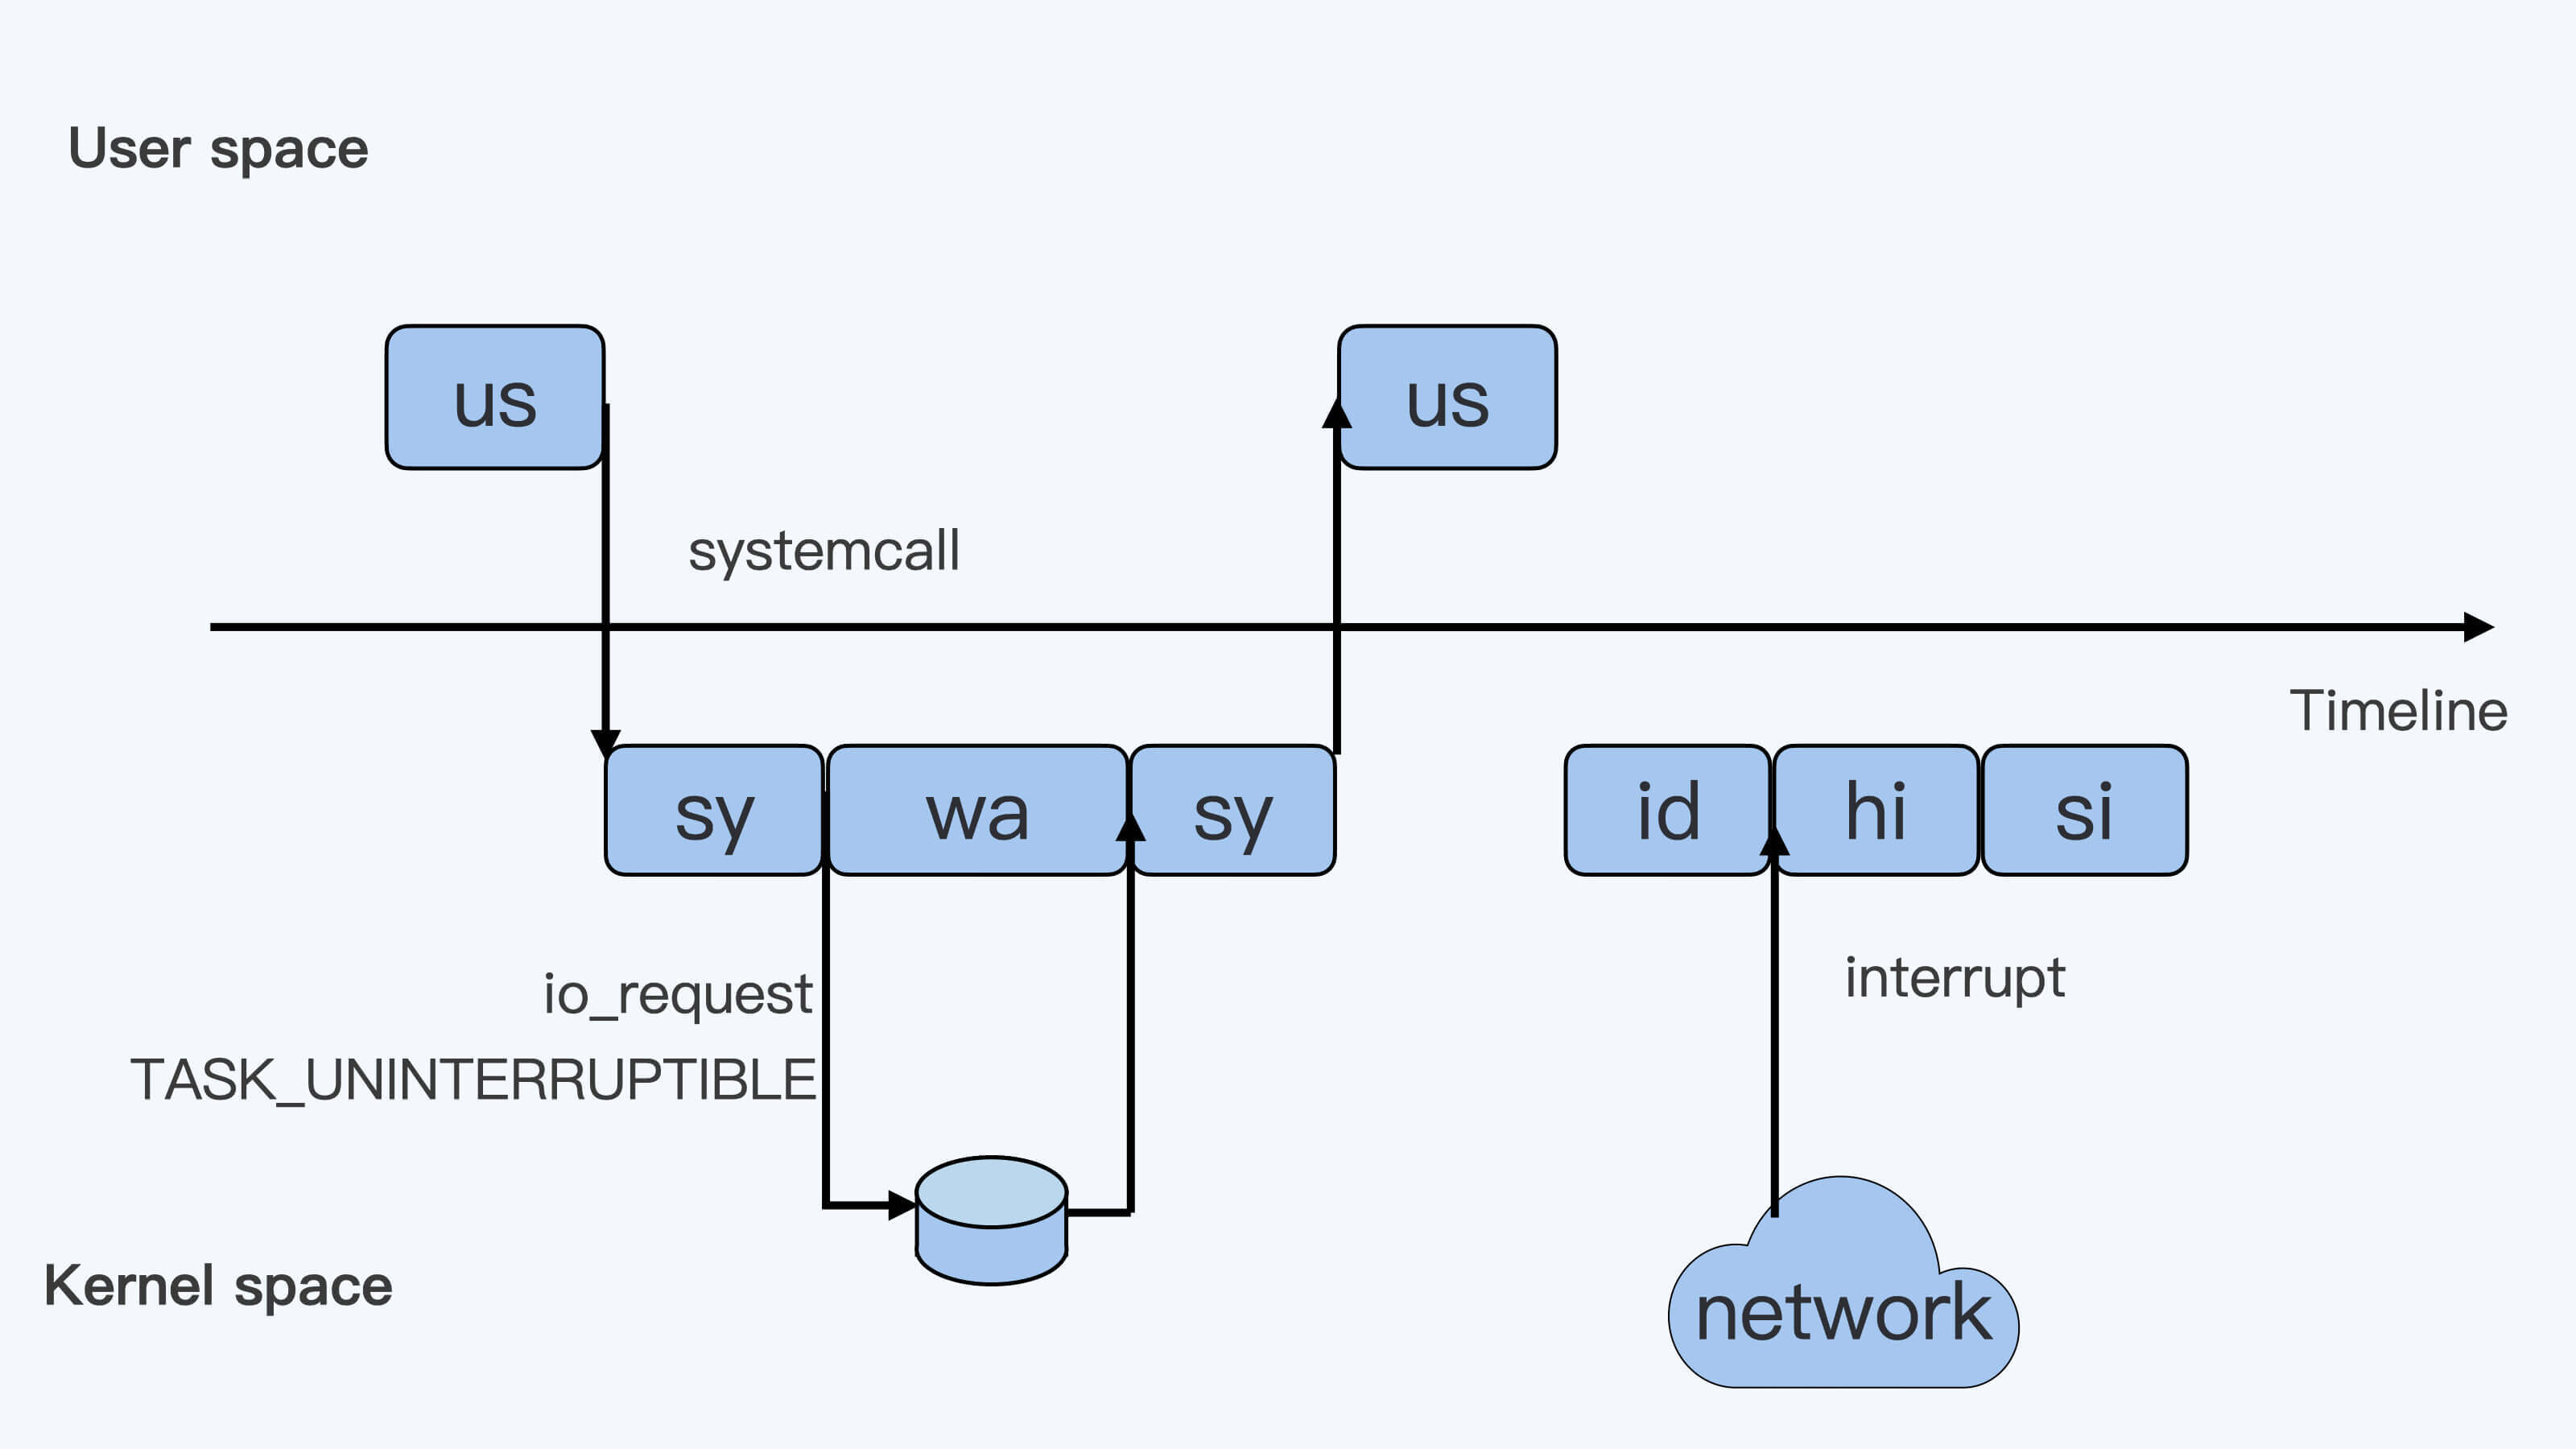 User space
us
us
systemcall
Timeline
sy
wa
sy
id
hi
si
io_request
interrupt
TASK_UNINTERRUPTIBLE
Kernel space
network